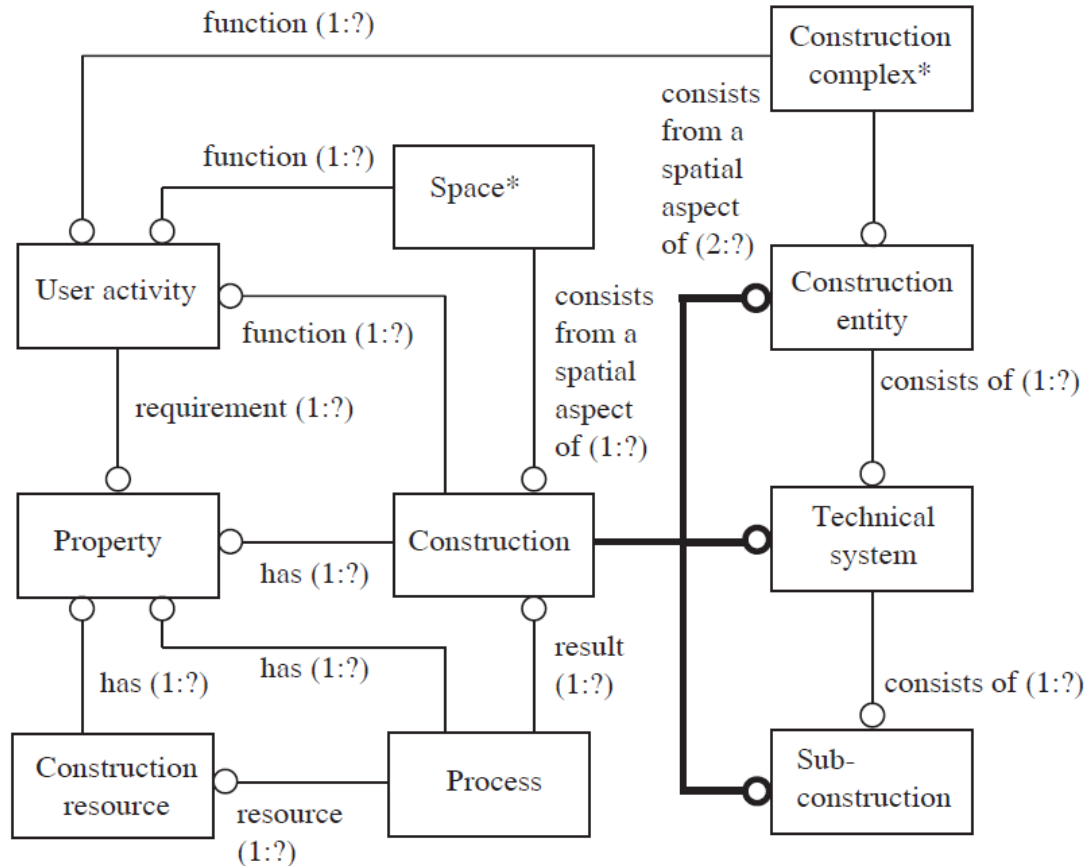 function (1:?)
Construction
complex*
consists
from a
spatial
aspect
of (2:?)
function (1:?)
Space*
User activity
function (1:?)
consists
from a
spatial
aspect
of (1:?)
Construction
entity
consists of (1:?)
requirement (1:?)
Property
has (1:?)
Construction
Technical
system
has (1:?)
has (1:?)
result
(1:?)
consists of (1:?)
Construction
resource
resource
(1:?)
Process
Sub-
construction